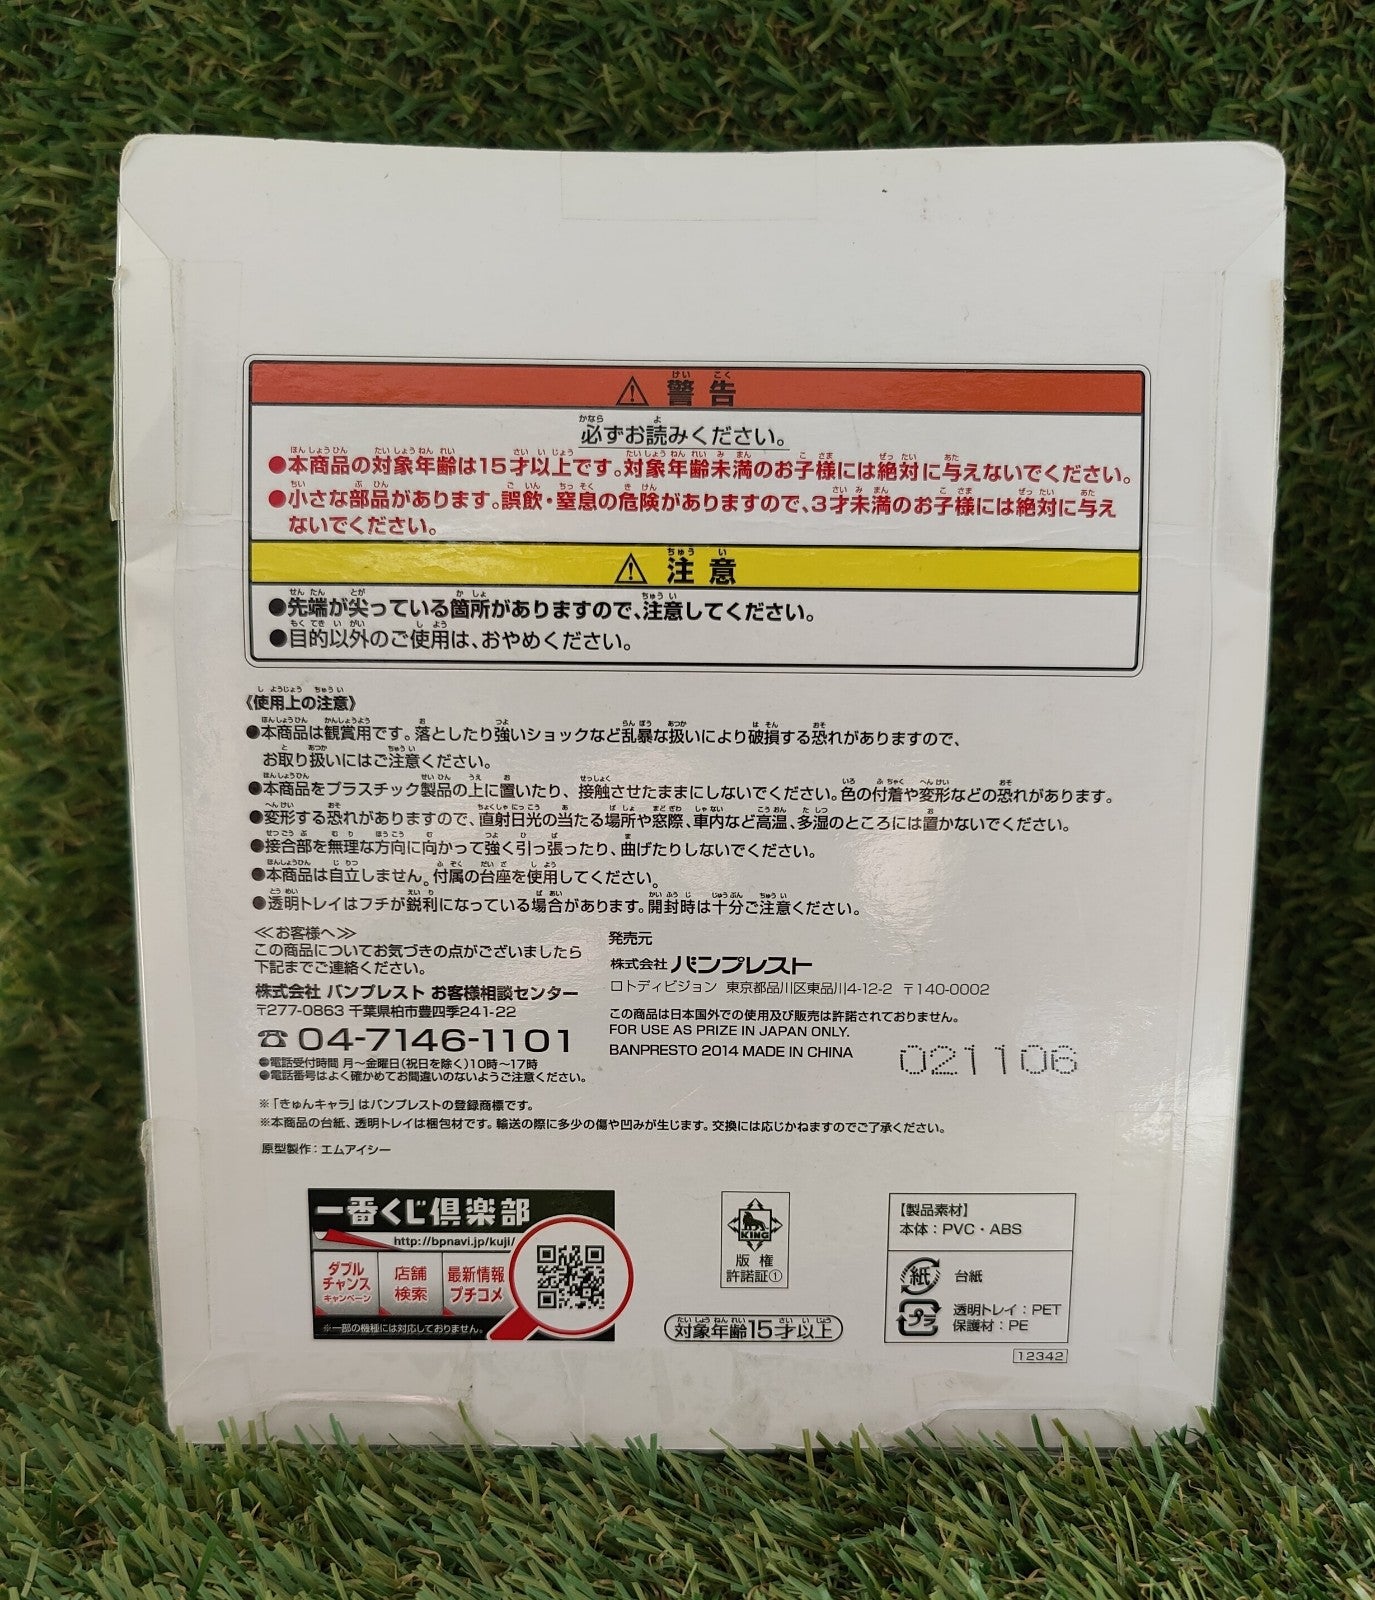 警告
必ずお読みください。
●本商品の対象年齢は15才以上です。対象年齢未満のお子様には絶対に与えないでください。
●小さな部品があります。誤飲・窒息の危険がありますので、3才未満のお子様には絶対に与え
ないでください。
注意
●先端が尖っている箇所がありますので、注意してください。
●目的以外のご使用は、おやめください。
《使用上の注意》
●本商品は観賞用です。落としたり強いショックなど乱暴な扱いにより破損する恐れがありますので、
お取り扱いにはご注意ください。
●本商品をプラスチック製品の上に置いたり、接触させたままにしないでください。色の付着や変形などの恐れがあります。
●変形する恐れがありますので、直射日光の当たる場所や窓際、車内など高温、多湿のところには置かないでください。
●接合部を無理な方向に向かって強く引っ張ったり、曲げたりしないでください。
●本商品は自立しません。付属の台座を使用してください。
●透明トレイはフチが鋭利になっている場合があります。開封時は十分ご注意ください。
≪お客様へ≫
この商品についてお気づきの点がございましたら
下記までご連絡ください。
株式会社 バンプレスト お客様相談センター
〒277-0863 千葉県柏市豊四季241-22
☎ 04-7146-1101
●電話受付時間 月～金曜日(祝日を除く)10時～17時
●電話番号はよく確かめてお間違いのないようご注意ください。
発売元
株式会社 バンプレスト
ロトディビジョン 東京都品川区東品川4-12-2 〒140-0002
この商品は日本国外での使用及び販売は許諾されておりません。
FOR USE AS PRIZE IN JAPAN ONLY.
BANPRESTO 2014 MADE IN CHINA
021106
※「きゅんキャラ」はバンプレストの登録商標です。
※本商品の台紙、透明トレイは梱包材です。輸送の際に多少の傷や凹みが生じます。交換には応じかねますのでご了承ください。
原型製作：エムアイシー
一番くじ倶楽部
http://bpnavi.jp/kuji/
ダブル
チャンス
キャンペーン
店舗
検索
最新情報
プチコメ
※一部の機種には対応しておりません。
KING
版権
許諾証①
対象年齢15才以上
【製品素材】
本体：PVC・ABS
紙
台紙
プラ
透明トレイ：PET
保護材：PE
12342